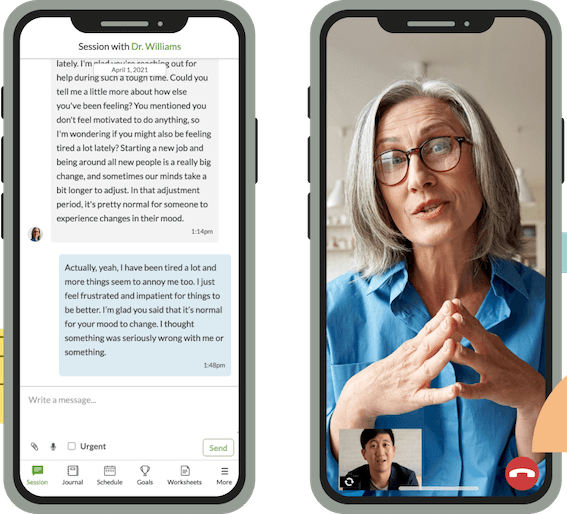 Session with Dr. Williams
April 1, 2021
lately. I'm glad you're reaching out for
help during such a tough time. Could you
tell me a little more about how else
you've been feeling? You mentioned you
don't feel motivated to do anything, so
I'm wondering if you might also be feeling
tired a lot lately? Starting a new job and
being around all new people is a really big
change, and sometimes our minds take a
bit longer to adjust. In that adjustment
period, it's pretty normal for someone to
experience changes in their mood.
1:14pm
Actually, yeah, I have been tired a lot and
more things seem to annoy me too. I just
feel frustrated and impatient for things to
be better. I'm glad you said that it's normal
for your mood to change. I thought
something was seriously wrong with me or
something.
1:48pm
Write a message...
Urgent
Send
Session Journal Schedule Goals Worksheets More